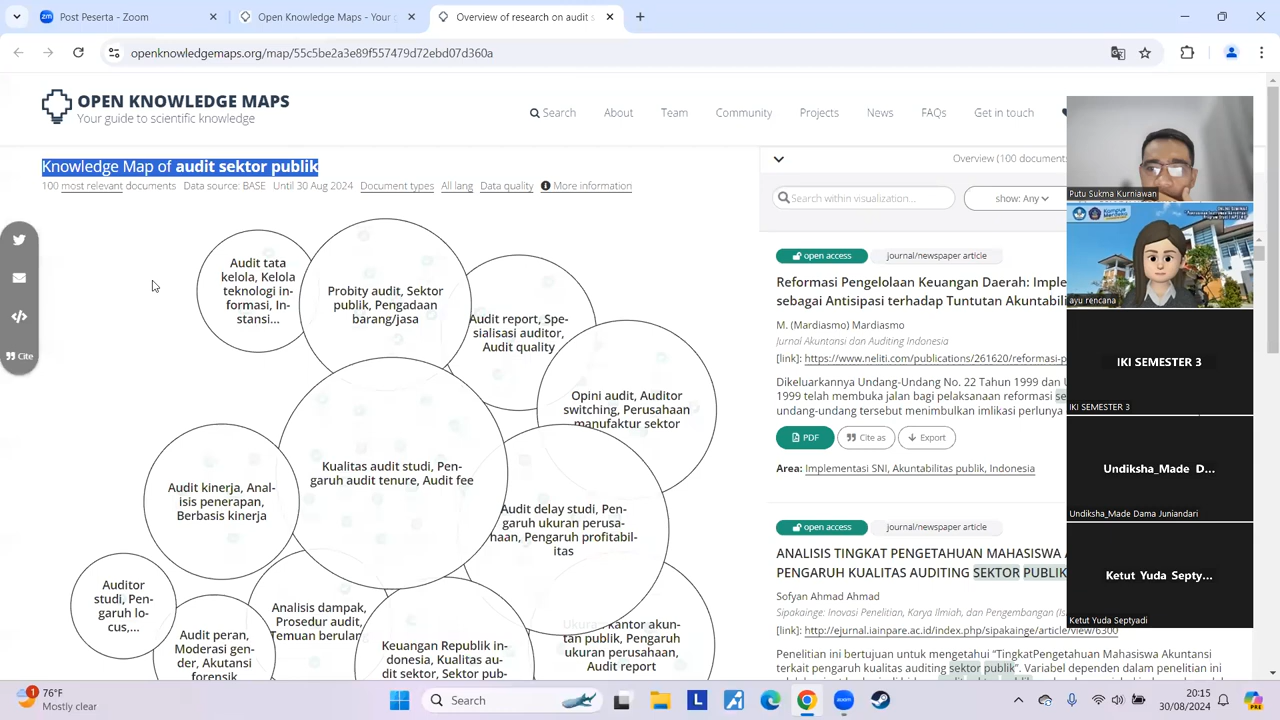 Post Peserta - Zoom
Open Knowledge Maps - Your
Overview of research on audit s
openknowledgemaps.org/map/55c5be2a3e89f557479d72ebd07d360a
OPEN KNOWLEDGE MAPS
Your guide to scientific knowledge
Search
About
Team
Community
Projects
News
FAQs
Get in touch
Knowledge Map of audit sektor publik
100 most relevant documents Data source: BASE Until 30 Aug 2024 Document types All lang Data quality More information
Cite
Audit tata
kelola, Kelola
teknologi in-
formasi, In-
stansi...
Probity audit, Sektor
publik, Pengadaan
barang/jasa
Audit report, Spe-
sialisasi auditor,
Audit quality
Opini audit, Auditor
switching, Perusahaan
manufaktur sektor
Kualitas audit studi, Pen-
garuh audit tenure, Audit fee
Audit kinerja, Anal-
isis penerapan,
Berbasis kinerja
Audit delay studi, Pen-
garuh ukuran perusa-
haan, Pengaruh profitabil-
itas
Auditor
studi, Pen-
garuh lo-
cus,...
Audit peran,
Moderasi gen-
der, Akutansi
forensik
Analisis dampak,
Prosedur audit,
Temuan berular
Keuangan Republik in-
donesia, Kualitas au-
dit sektor, Sektor pub-
kantor akun-
tan publik, Pengaruh
ukuran perusahaan,
Audit report
Overview (100 document
Search within visualization...
show: Any
open access
journal/newspaper article
Reformasi Pengelolaan Keuangan Daerah: Imple
sebagai Antisipasi terhadap Tuntutan Akuntabili
M. (Mardiasmo) Mardiasmo
Jurnal Akuntansi dan Auditing Indonesia
[link]: https://www.neliti.com/publications/261620/reformasi-p
Dikeluarkannya Undang-Undang No. 22 Tahun 1999 dan U
1999 telah membuka jalan bagi pelaksanaan reformasi se
undang-undang tersebut menimbulkan imlikasi perlunya
PDF
Cite as
Export
Area: Implementasi SNI, Akuntabilitas publik, Indonesia
open access
journal/newspaper article
ANALISIS TINGKAT PENGETAHUAN MAHASISWA A
PENGARUH KUALITAS AUDITING SEKTOR PUBLIK
Sofyan Ahmad Ahmad
Sipakainge: Inovasi Penelitian, Karya Ilmiah, dan Pengembangan (Is
[link]: http://ejurnal.iainpare.ac.id/index.php/sipakainge/article/view/6300
Penelitian ini bertujuan untuk mengetahui "TingkatPengetahuan Mahasiswa Akuntansi
terkait pengaruh kualitas auditing sektor publik". Variabel dependen dalam penelitian ini
Putu Sukma Kurniawan
ayu rencana
IKI SEMESTER 3
IKI SEMESTER 3
Undiksha_Made D...
Undiksha_Made Dama Juniandari
Ketut Yuda Septy...
Ketut Yuda Septyadi
1
76°F
Mostly clear
Search
20:15
30/08/2024